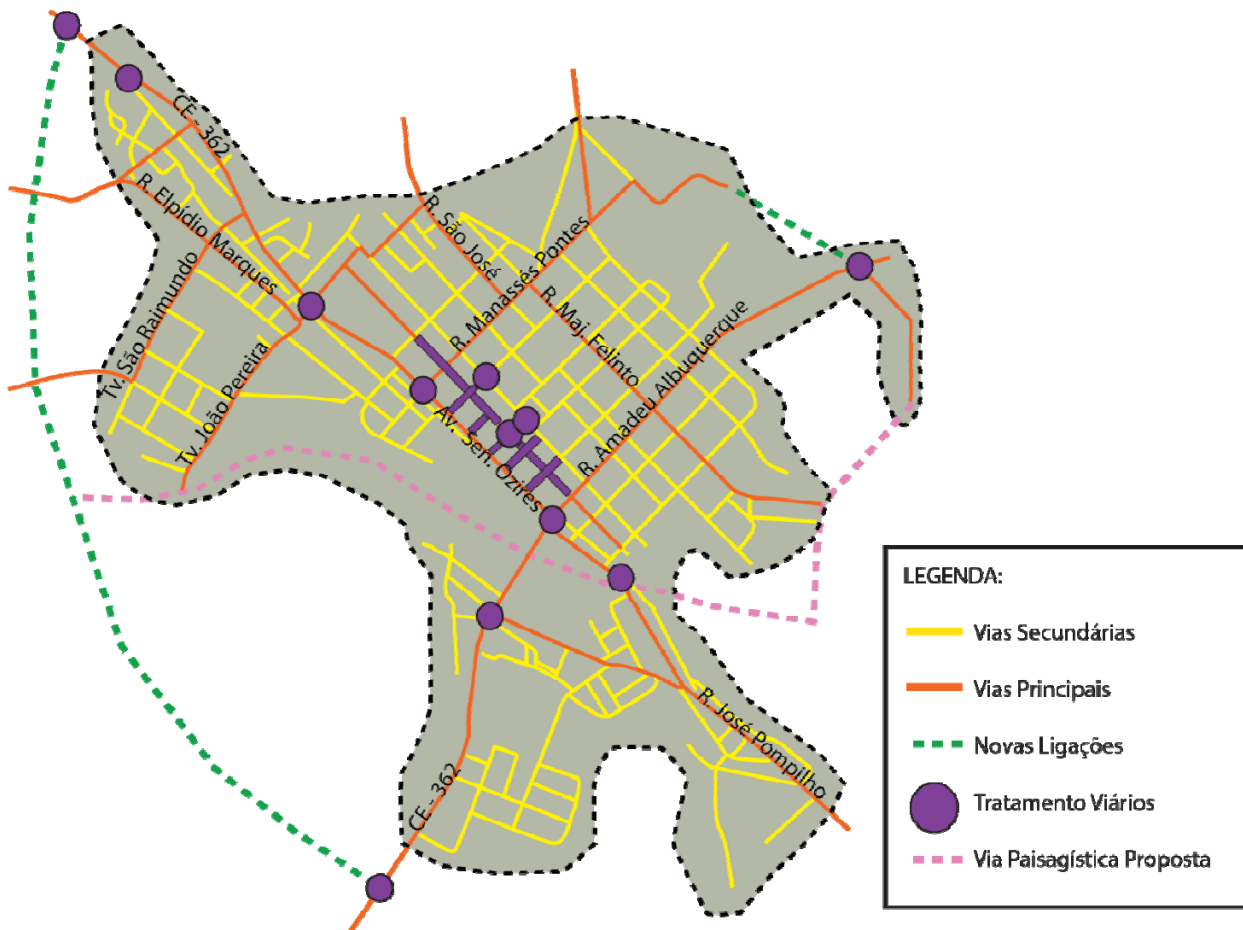 CE - 362
R. Elpídio Marques
R. São José
R. Manassés Pontes
Tv. São Raimundo
R. Maj. Felinto
R. Amadeu Albuquerque
Tv. João Pereira
Av. Sen. Ozires
R. José Pompilho
CE - 362
LEGENDA:
Vias Secundárias
Vias Principais
Novas Ligações
Tratamento Viários
Via Paisagística Proposta